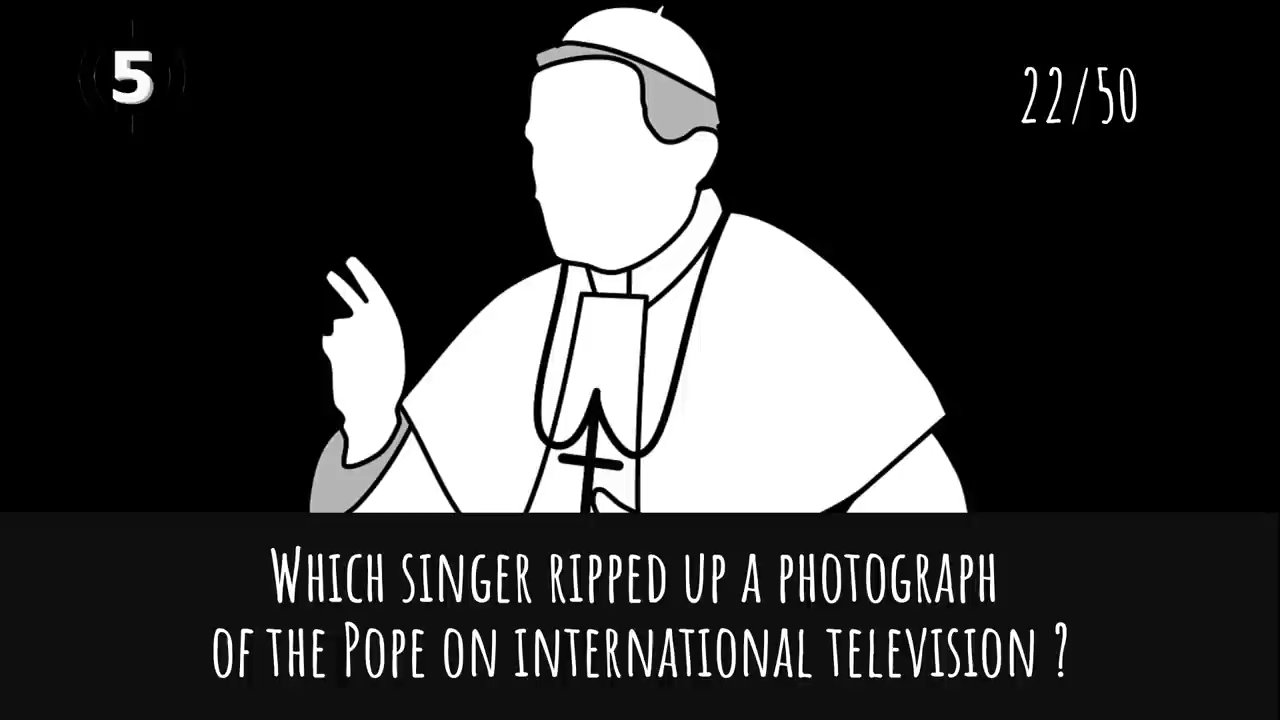 5
22/50
Which singer ripped up a photograph
of the Pope on international television ?